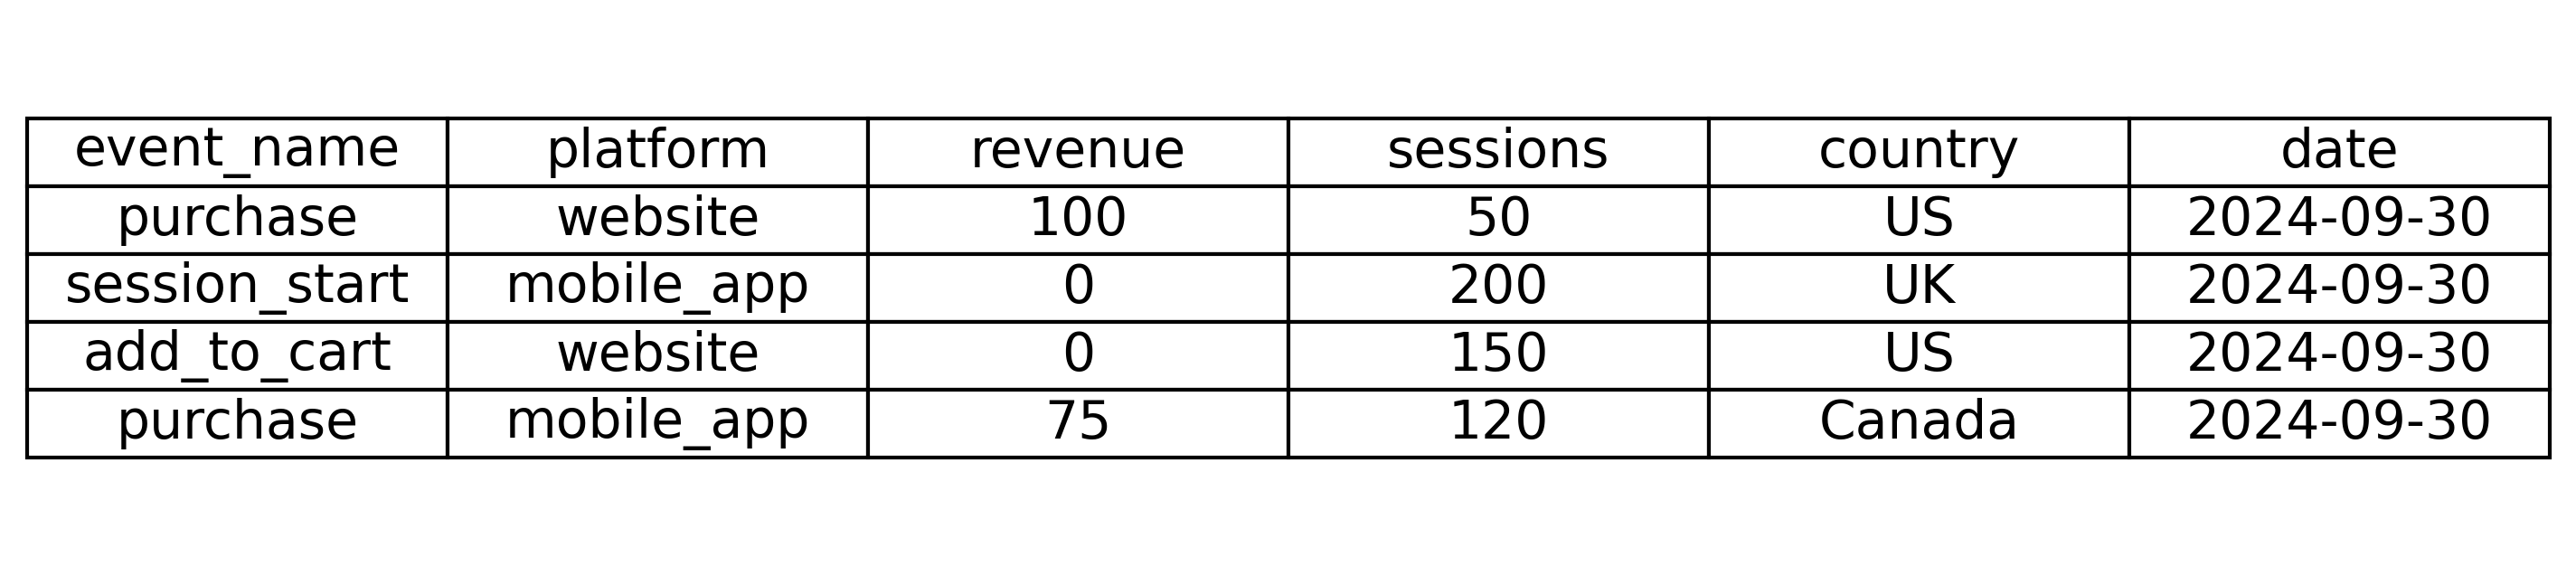 event_name platform revenue sessions country date
purchase website 100 50 US 2024-09-30
session_start mobile_app 0 200 UK 2024-09-30
add_to_cart website 0 150 US 2024-09-30
purchase mobile_app 75 120 Canada 2024-09-30